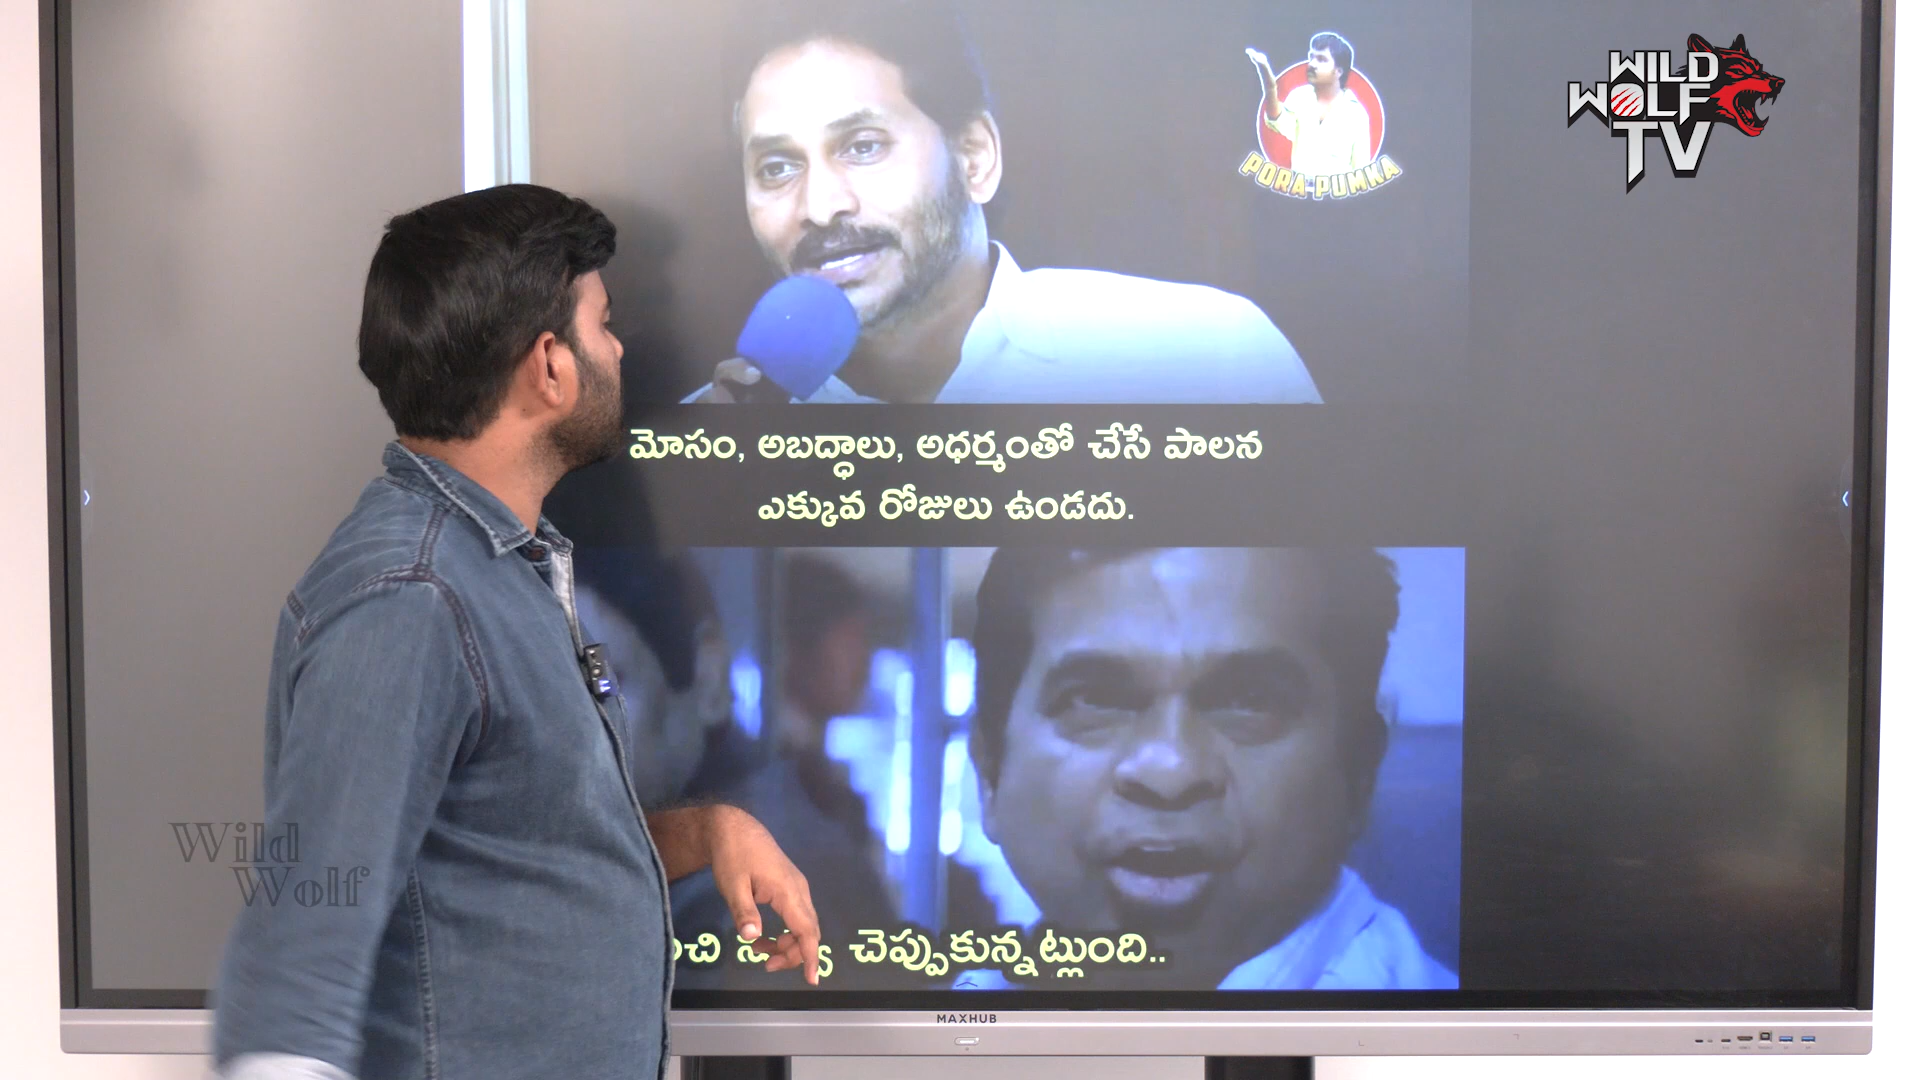 WILD
WOLF
TV
PORA PUMKA
మోసం, అబద్ధాలు, అధర్మంతో చేసే పాలన
ఎక్కువ రోజులు ఉండదు.
చెప్పుకున్నట్లుంది..
Wild
Wolf
MAXHUB